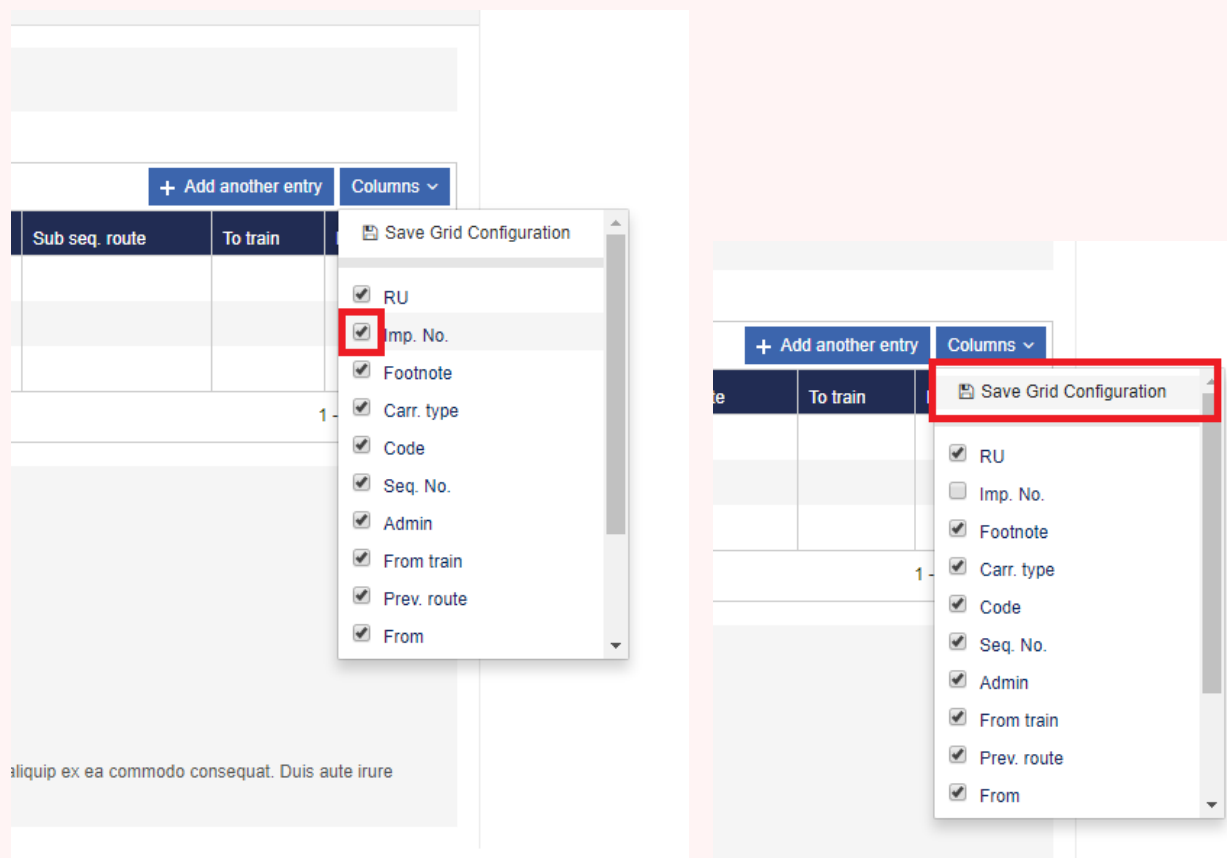 + Add another entry
Columns
Sub seq. route
To train
Save Grid Configuration
RU
Imp. No.
Footnote
Carr. type
Code
Seq. No.
Admin
From train
Prev. route
From
1 -
aliquip ex ea commodo consequat. Duis aute irure
+ Add another entry
Columns
To train
Save Grid Configuration
RU
Imp. No.
Footnote
Carr. type
Code
Seq. No.
Admin
From train
Prev. route
From
1 -